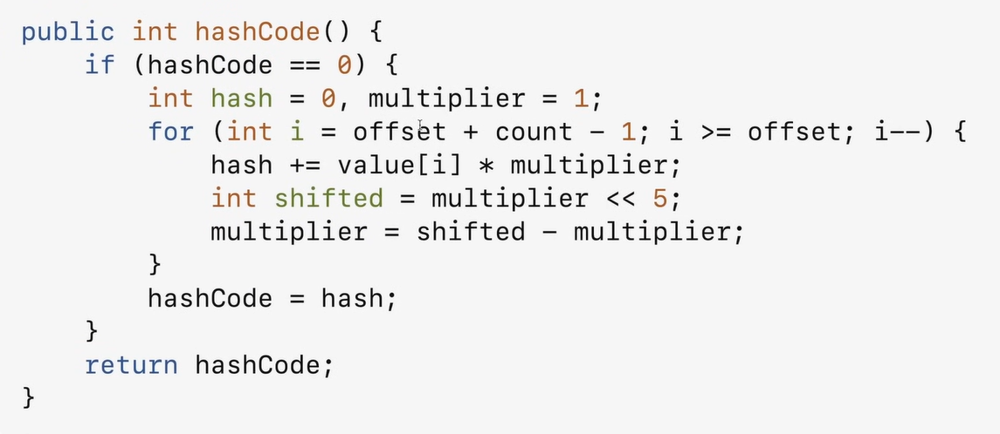 public int hashCode() {
    if (hashCode == 0) {
        int hash = 0, multiplier = 1;
        for (int i = offset + count − 1; i >= offset; i−−) {
            hash += value[i] * multiplier;
            int shifted = multiplier << 5;
            multiplier = shifted − multiplier;
        }
        hashCode = hash;
    }
    return hashCode;
}